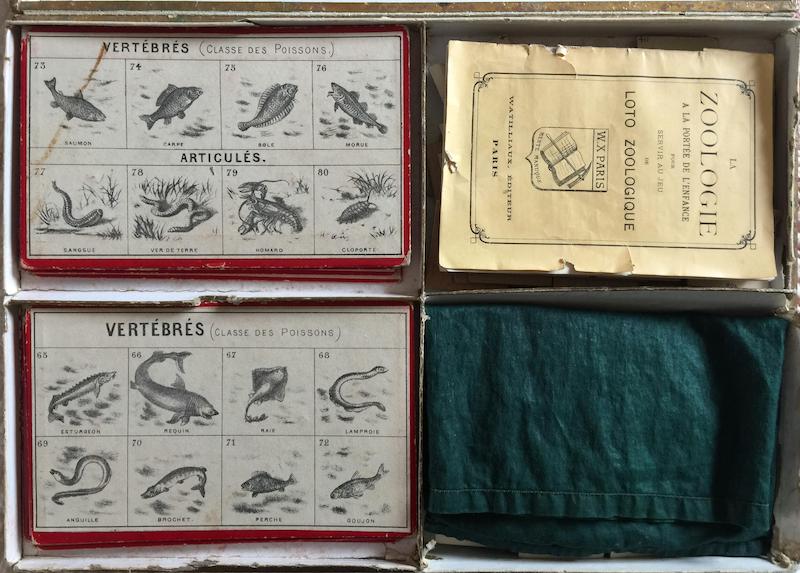 VERTÉBRÉS (CLASSE DES POISSONS.)
73 74 75 76
SAUMON CARPE SOLE MORUE
ARTICULÉS.
77 78 79 80
SANGSUE VER DE TERRE HOMARD CLOPORTE
VERTÉBRÉS (CLASSE DES POISSONS)
65 66 67 68
ESTURGEON REQUIN RAIE LAMPROIE
69 70 71 72
ANGUILLE BROCHET. PERCHE GOUJON
LA
ZOOLOGIE
A LA PORTÉE DE L'ENFANCE
POUR
SERVIR AU JEU
DE
LOTO ZOOLOGIQUE
W.X PARIS
WATILLIAUX, ÉDITEUR
PARIS